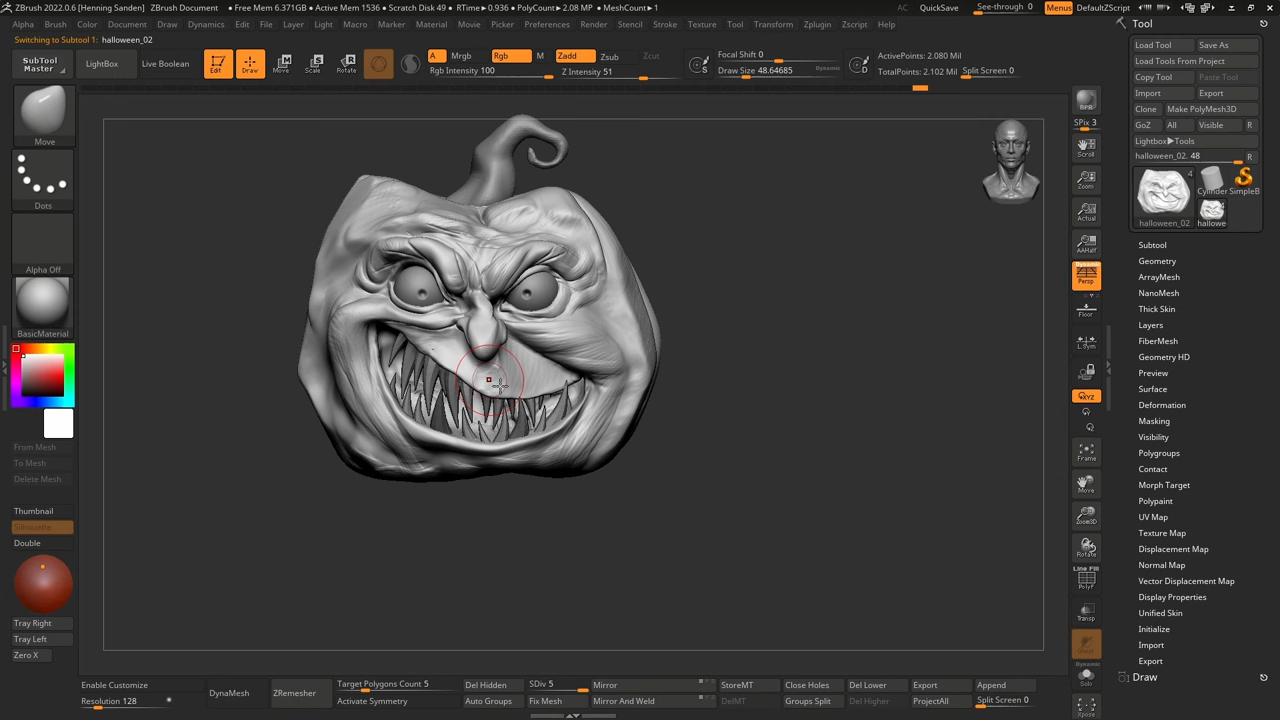 ZBrush 2022.0.6 [Henning Sanden] ZBrush Document • Free Mem 6.371GB • Active Mem 1536 • Scratch Disk 49 • RTime▶0.936 • PolyCount▶2.08 MP • MeshCount▶1 AC QuickSave See-through 0 Menus DefaultZScript
Alpha Brush Color Document Draw Dynamics Edit File Layer Light Macro Marker Material Movie Picker Preferences Render Stencil Stroke Texture Tool Transform Zplugin Zscript Help
Switching to Subtool 1: halloween_02
SubTool Master
LightBox
Live Boolean
Edit
Draw
Move
Scale
Rotate
A Mrgb Rgb M Zadd Zsub Zcut
Rgb Intensity 100 Z Intensity 51
S
Focal Shift 0
Draw Size 48.64685 Dynamic
D
ActivePoints: 2.080 Mil
TotalPoints: 2.102 Mil Split Screen 0
Move
Dots
Alpha Off
BasicMaterial
From Mesh
To Mesh
Delete Mesh
Thumbnail
Silhouette
Double
Tray Right
Tray Left
Zero X
BPR
SPix 3
Scroll
Zoom
Actual
AAHalf
Dynamic
Persp
Floor
L.Sym
XYZ
Frame
Move
Zoom3D
Rotate
Line Fill
PolyF
Transp
Ghost
Dynamic
Solo
Xpose
Tool
Load Tool Save As
Load Tools From Project
Copy Tool Paste Tool
Import Export
Clone Make PolyMesh3D
GoZ All Visible R
Lightbox▶Tools
halloween_02. 48 R
4
Cylinder SimpleB
halloween_02 hallowe
Subtool
Geometry
ArrayMesh
NanoMesh
Thick Skin
Layers
FiberMesh
Geometry HD
Preview
Surface
Deformation
Masking
Visibility
Polygroups
Contact
Morph Target
Polypaint
UV Map
Texture Map
Displacement Map
Normal Map
Vector Displacement Map
Display Properties
Unified Skin
Initialize
Import
Export
Draw
Enable Customize
Resolution 128
DynaMesh
ZRemesher
Target Polygons Count 5
Activate Symmetry
Del Hidden
Auto Groups
SDiv 5
Fix Mesh
Mirror
Mirror And Weld
StoreMT
DelMT
Close Holes
Groups Split
Del Lower
Del Higher
Export
ProjectAll
Append
Split Screen 0